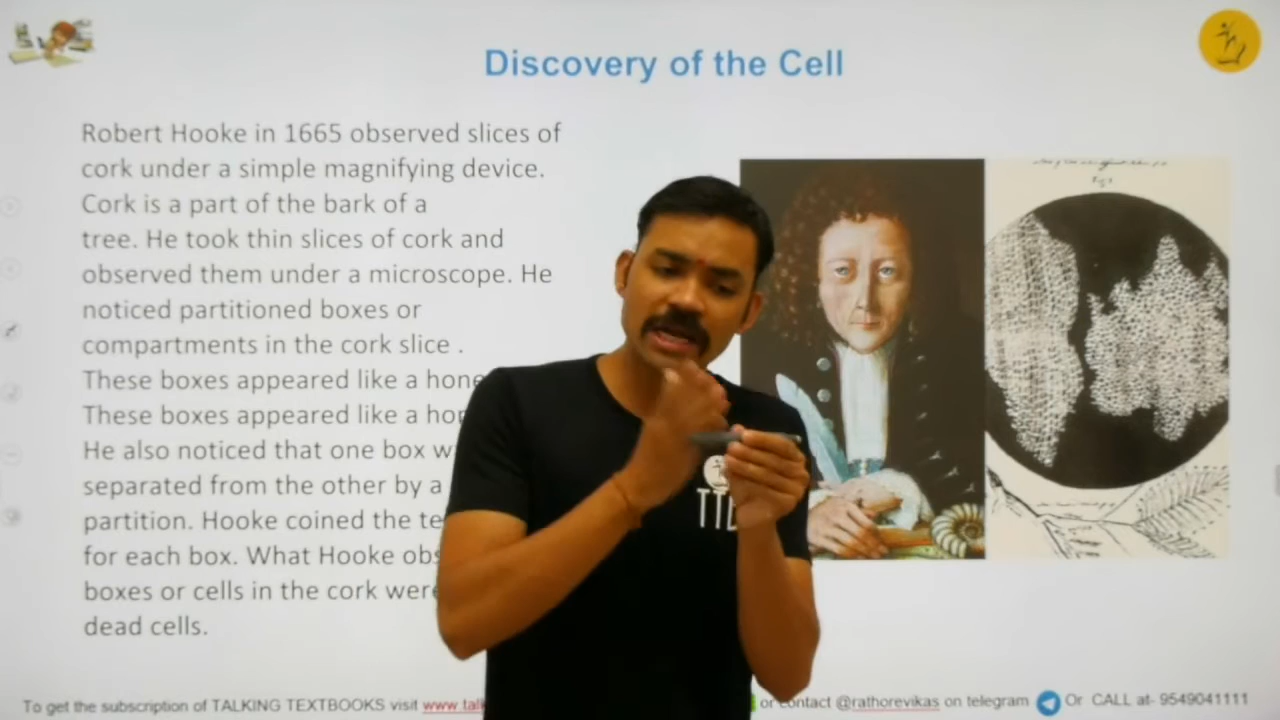 Discovery of the Cell
Robert Hooke in 1665 observed slices of
cork under a simple magnifying device.
Cork is a part of the bark of a
tree. He took thin slices of cork and
observed them under a microscope. He
noticed partitioned boxes or
compartments in the cork slice .
These boxes appeared like a
These boxes appeared like a
He also noticed that one box
separated from the other by a
partition. Hooke coined the
for each box. What Hooke
boxes or cells in the cork
dead cells.
To get the subscription of TALKING TEXTBOOKS visit or contact @rathorevikas on telegram Or CALL at- 9549041111